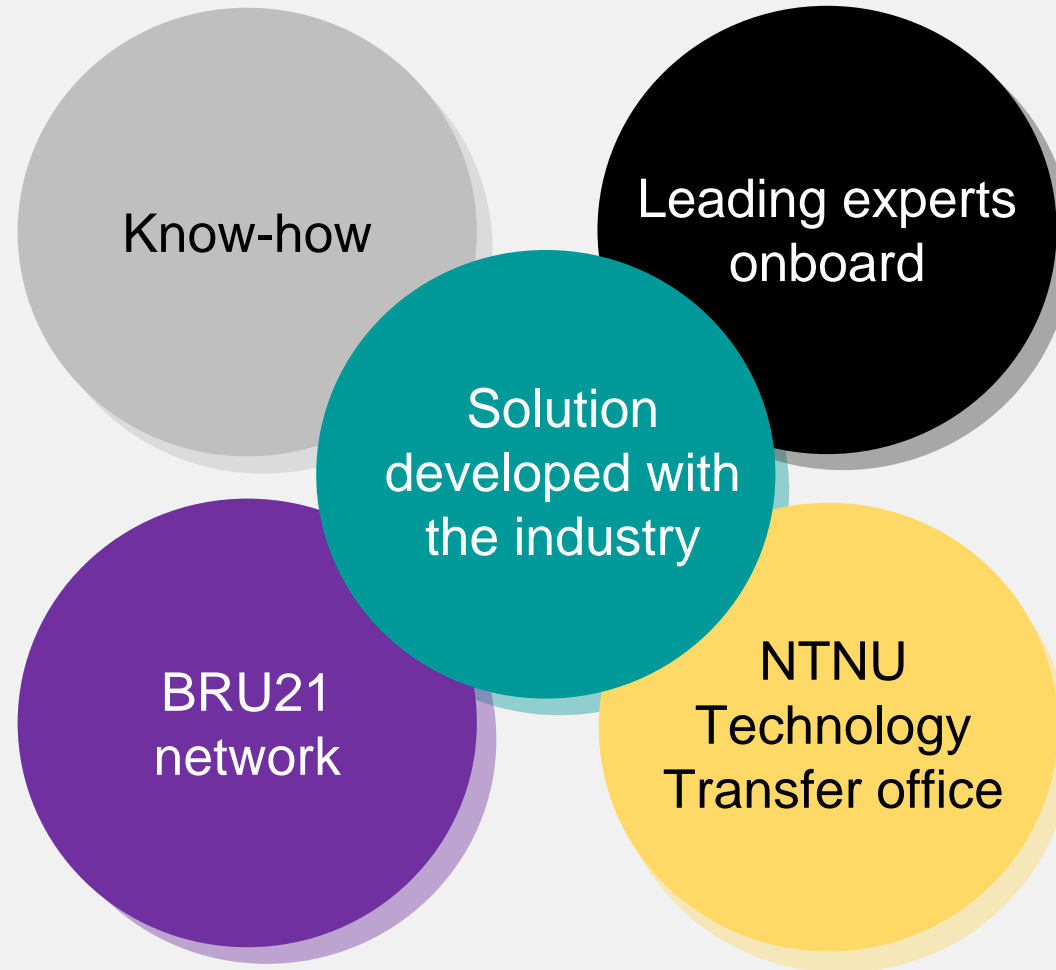 Know-how
Leading experts
onboard
Solution
developed with
the industry
BRU21
network
NTNU
Technology
Transfer office